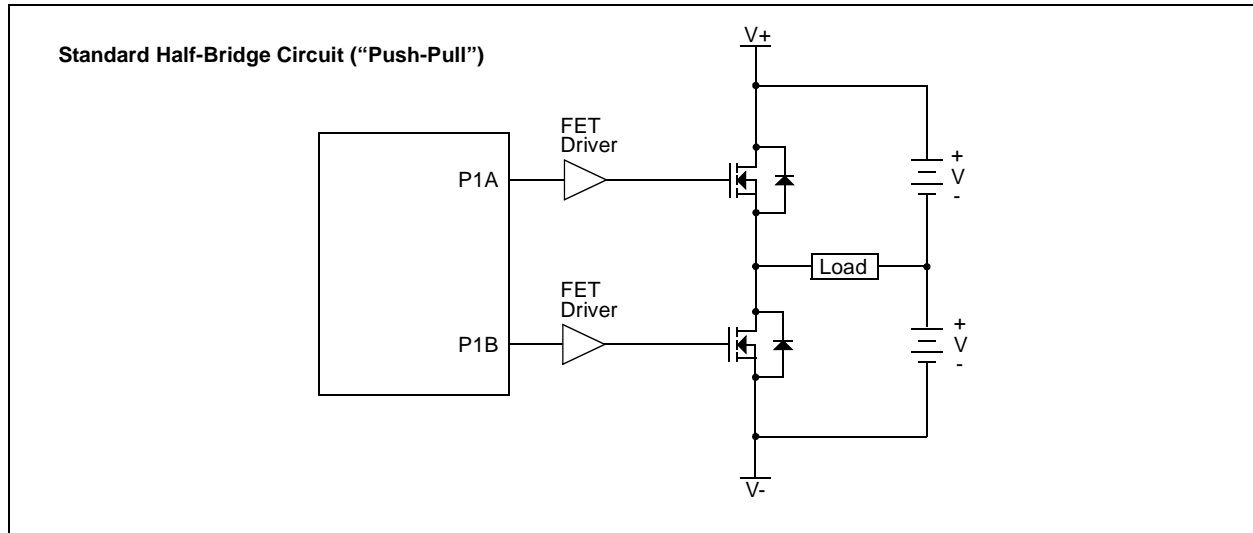 Standard Half-Bridge Circuit (“Push-Pull”)
V+
FET
Driver
P1A
+
V
-
Load
FET
Driver
P1B
+
V
-
V-